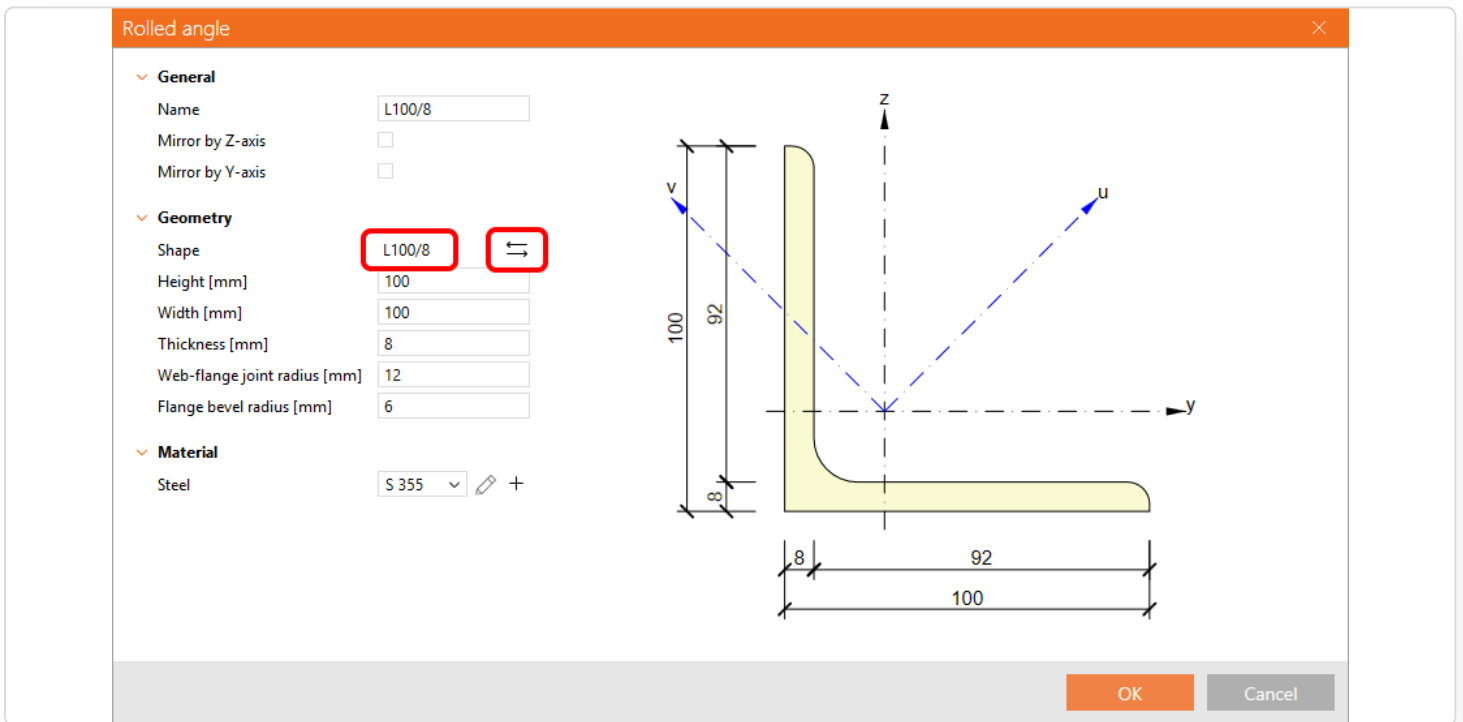 Rolled angle
General
Name L100/8
Mirror by Z-axis
Mirror by Y-axis
Geometry
Shape L100/8
Height [mm] 100
Width [mm] 100
Thickness [mm] 8
Web-flange joint radius [mm] 12
Flange bevel radius [mm] 6
Material
Steel S 355
z
v
u
100
92
y
8
8 92
100
OK Cancel